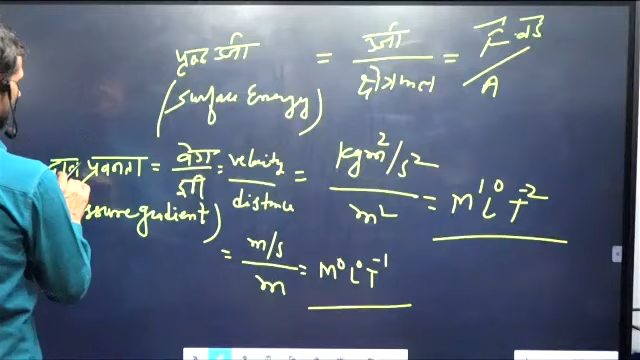 पृष्ठ ऊर्जा = ऊर्जा / क्षेत्रफल = F / A
(Surface Energy)
प्रवणता = वेग / दूरी = velocity / distance = kgm²/s² / m² = M¹L⁰T⁻²
gradient)
= m/s / m = M⁰L⁰T⁻¹